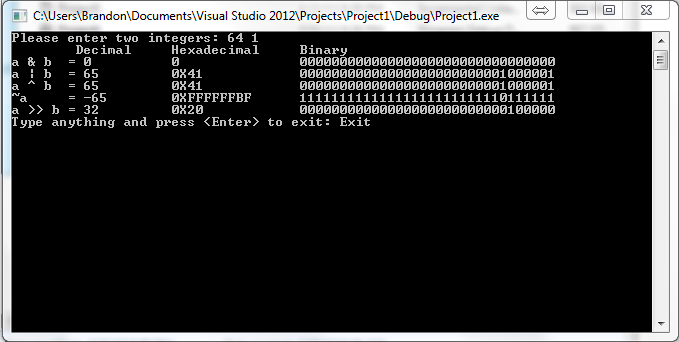 C:\Users\Brandon\Documents\Visual Studio 2012\Projects\Project1\Debug\Project1.exe
Please enter two integers: 64 1
Decimal Hexadecimal Binary
a & b = 0 0 00000000000000000000000000000000
a | b = 65 0X41 00000000000000000000000001000001
a ^ b = 65 0X41 00000000000000000000000001000001
~a = -65 0XFFFFFFBF 11111111111111111111111110111111
a >> b = 32 0X20 00000000000000000000000000100000
Type anything and press <Enter> to exit: Exit